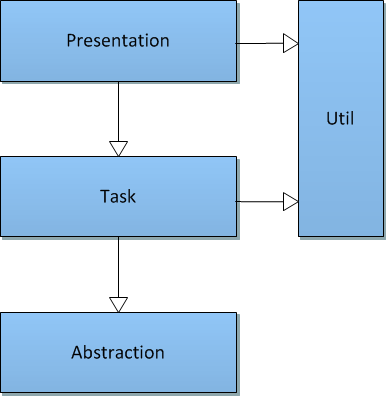 Presentation
Util
Task
Abstraction